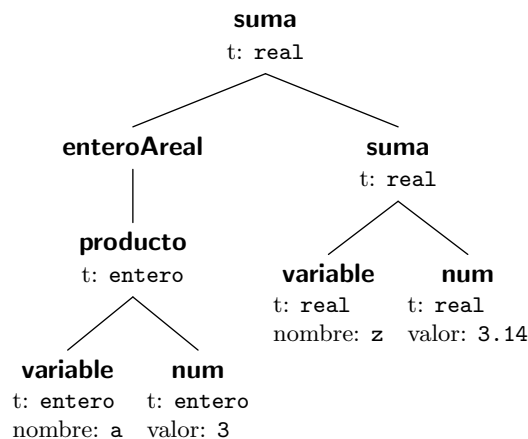 suma
t: real
enteroAreal
suma
t: real
producto
t: entero
variable
t: real
nombre: z
num
t: real
valor: 3.14
variable
t: entero
nombre: a
num
t: entero
valor: 3